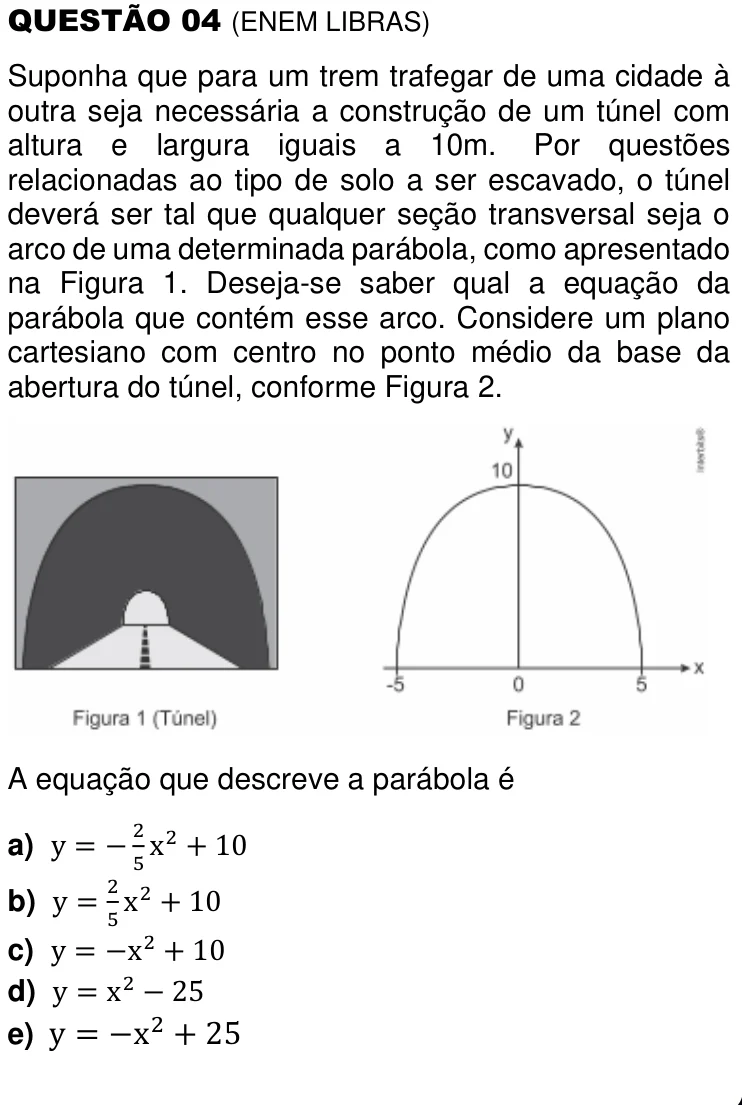 QUESTÃO 04 (ENEM LIBRAS)
Suponha que para um trem trafegar de uma cidade à
outra seja necessária a construção de um túnel com
altura e largura iguais a 10m. Por questões
relacionadas ao tipo de solo a ser escavado, o túnel
deverá ser tal que qualquer seção transversal seja o
arco de uma determinada parábola, como apresentado
na Figura 1. Deseja-se saber qual a equação da
parábola que contém esse arco. Considere um plano
cartesiano com centro no ponto médio da base da
abertura do túnel, conforme Figura 2.
y
10
Interbits®
x
-5 0 5
Figura 1 (Túnel) Figura 2
A equação que descreve a parábola é
a) y = −2/5 x² + 10
b) y = 2/5 x² + 10
c) y = −x² + 10
d) y = x² − 25
e) y = −x² + 25